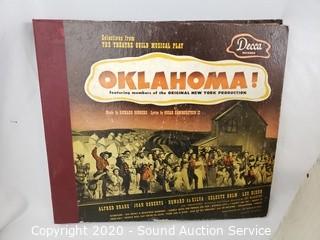 Selections from
THE THEATRE GUILD MUSICAL PLAY
Decca
RECORDS
OKLAHOMA!
featuring members of the ORIGINAL NEW YORK PRODUCTION
Music by RICHARD RODGERS Lyrics by OSCAR HAMMERSTEIN II
ALFRED DRAKE JOAN ROBERTS HOWARD da SILVA CELESTE HOLM LEE DIXON
Copyright © 2020 - Sound Auction Service